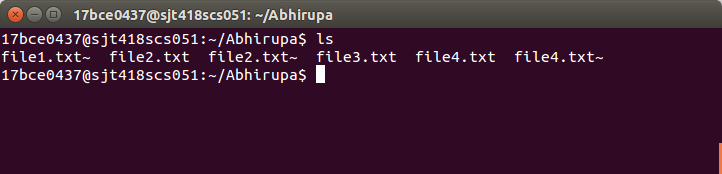 17bce0437@sjt418scs051: ~/Abhirupa
17bce0437@sjt418scs051:~/Abhirupa$ ls
file1.txt~  file2.txt  file2.txt~  file3.txt  file4.txt  file4.txt~
17bce0437@sjt418scs051:~/Abhirupa$